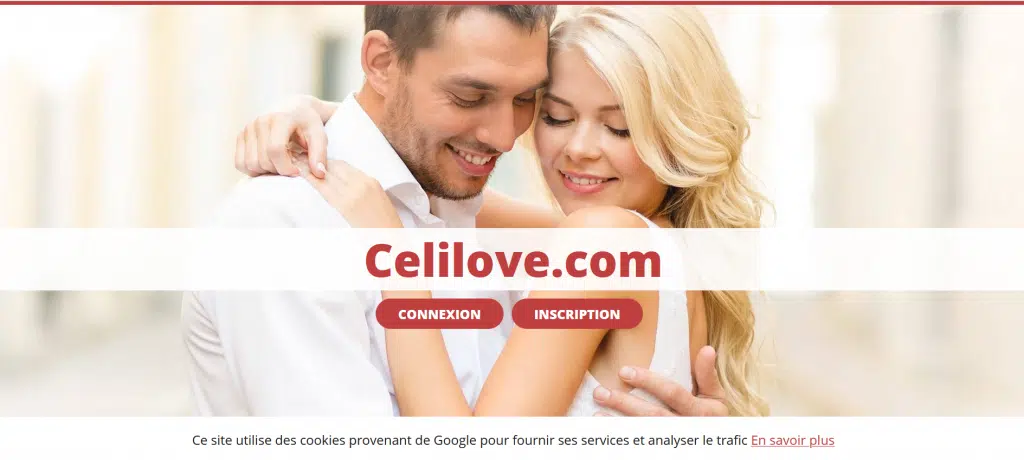 Celilove.com
CONNEXION INSCRIPTION
Ce site utilise des cookies provenant de Google pour fournir ses services et analyser le trafic En savoir plus